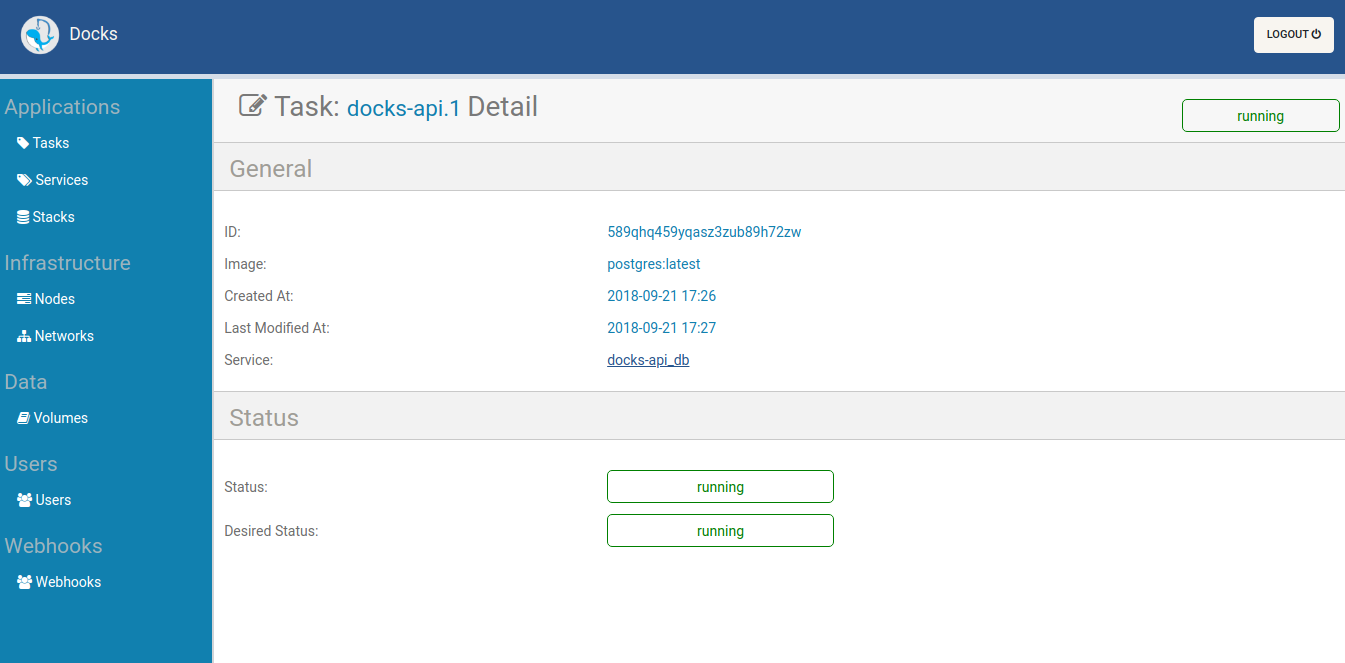 Docks
LOGOUT
Applications
Tasks
Services
Stacks
Infrastructure
Nodes
Networks
Data
Volumes
Users
Users
Webhooks
Webhooks
Task: docks-api.1 Detail
running
General
ID: 589qhq459yqasz3zub89h72zw
Image: postgres:latest
Created At: 2018-09-21 17:26
Last Modified At: 2018-09-21 17:27
Service: docks-api_db
Status
Status: running
Desired Status: running